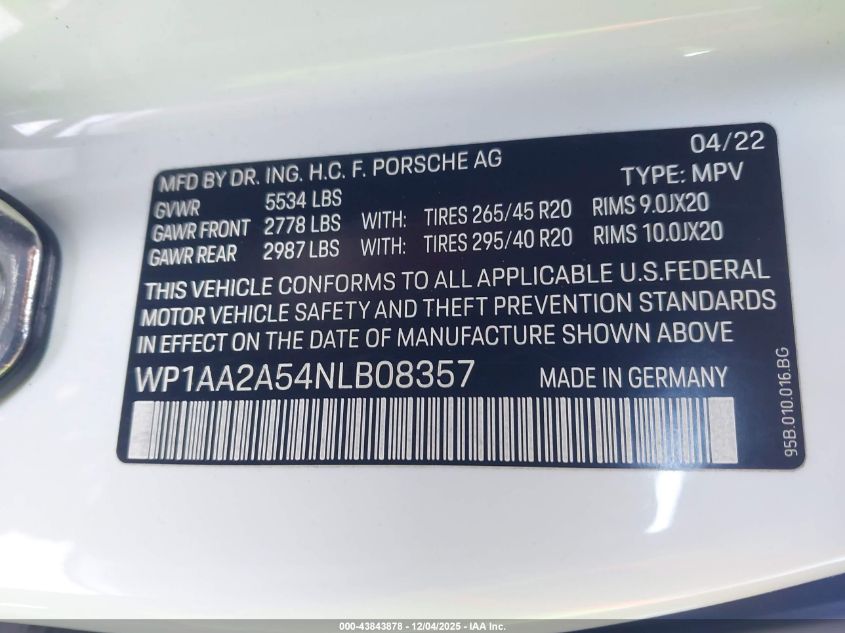 04/22
MFD BY DR. ING. H.C. F. PORSCHE AG TYPE: MPV
GVWR 5534 LBS
GAWR FRONT 2778 LBS WITH: TIRES 265/45 R20 RIMS 9.0JX20
GAWR REAR 2987 LBS WITH: TIRES 295/40 R20 RIMS 10.0JX20
THIS VEHICLE CONFORMS TO ALL APPLICABLE U.S.FEDERAL
MOTOR VEHICLE SAFETY AND THEFT PREVENTION STANDARDS
IN EFFECT ON THE DATE OF MANUFACTURE SHOWN ABOVE
WP1AA2A54NLB08357 MADE IN GERMANY
95B.010.016.BG
000-43843878 - 12/04/2025 - IAA Inc.